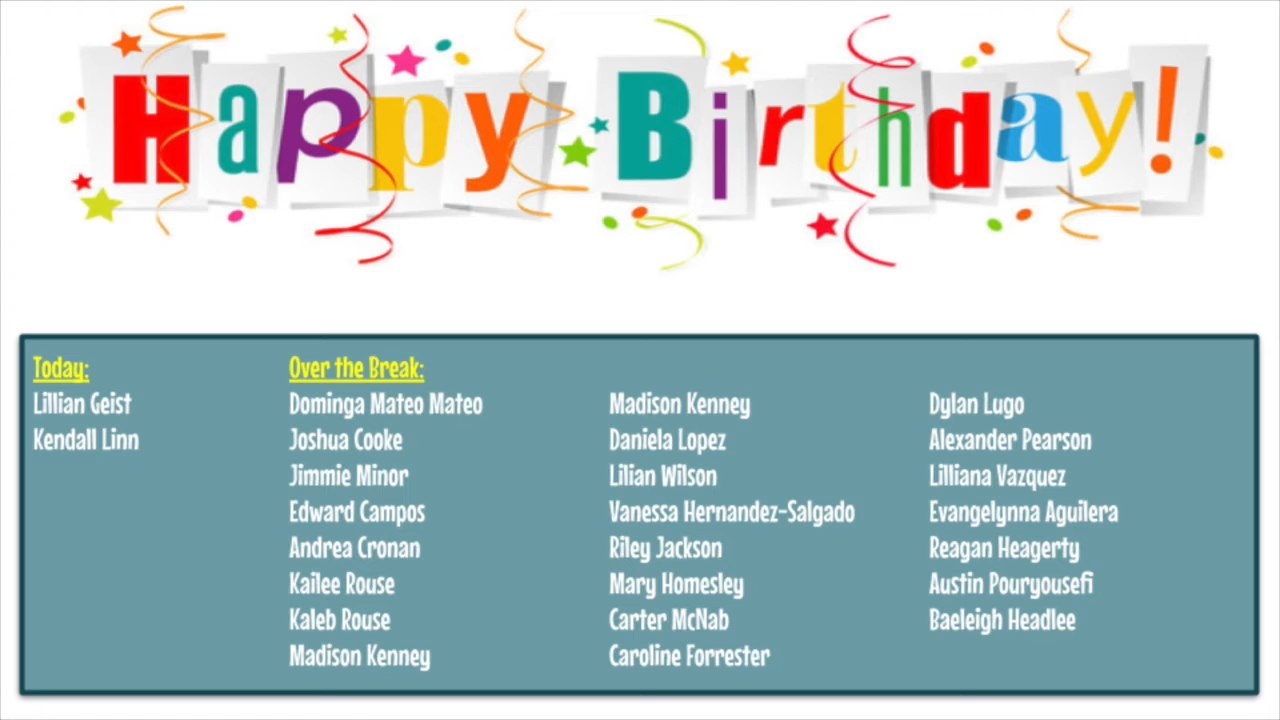 Happy Birthday!
Today:
Lillian Geist
Kendall Linn
Over the Break:
Dominga Mateo Mateo
Joshua Cooke
Jimmie Minor
Edward Campos
Andrea Cronan
Kailee Rouse
Kaleb Rouse
Madison Kenney
Madison Kenney
Daniela Lopez
Lilian Wilson
Vanessa Hernandez-Salgado
Riley Jackson
Mary Homesley
Carter McNab
Caroline Forrester
Dylan Lugo
Alexander Pearson
Lilliana Vazquez
Evangelynna Aguilera
Reagan Heagerty
Austin Pouryousefi
Baeleigh Headlee